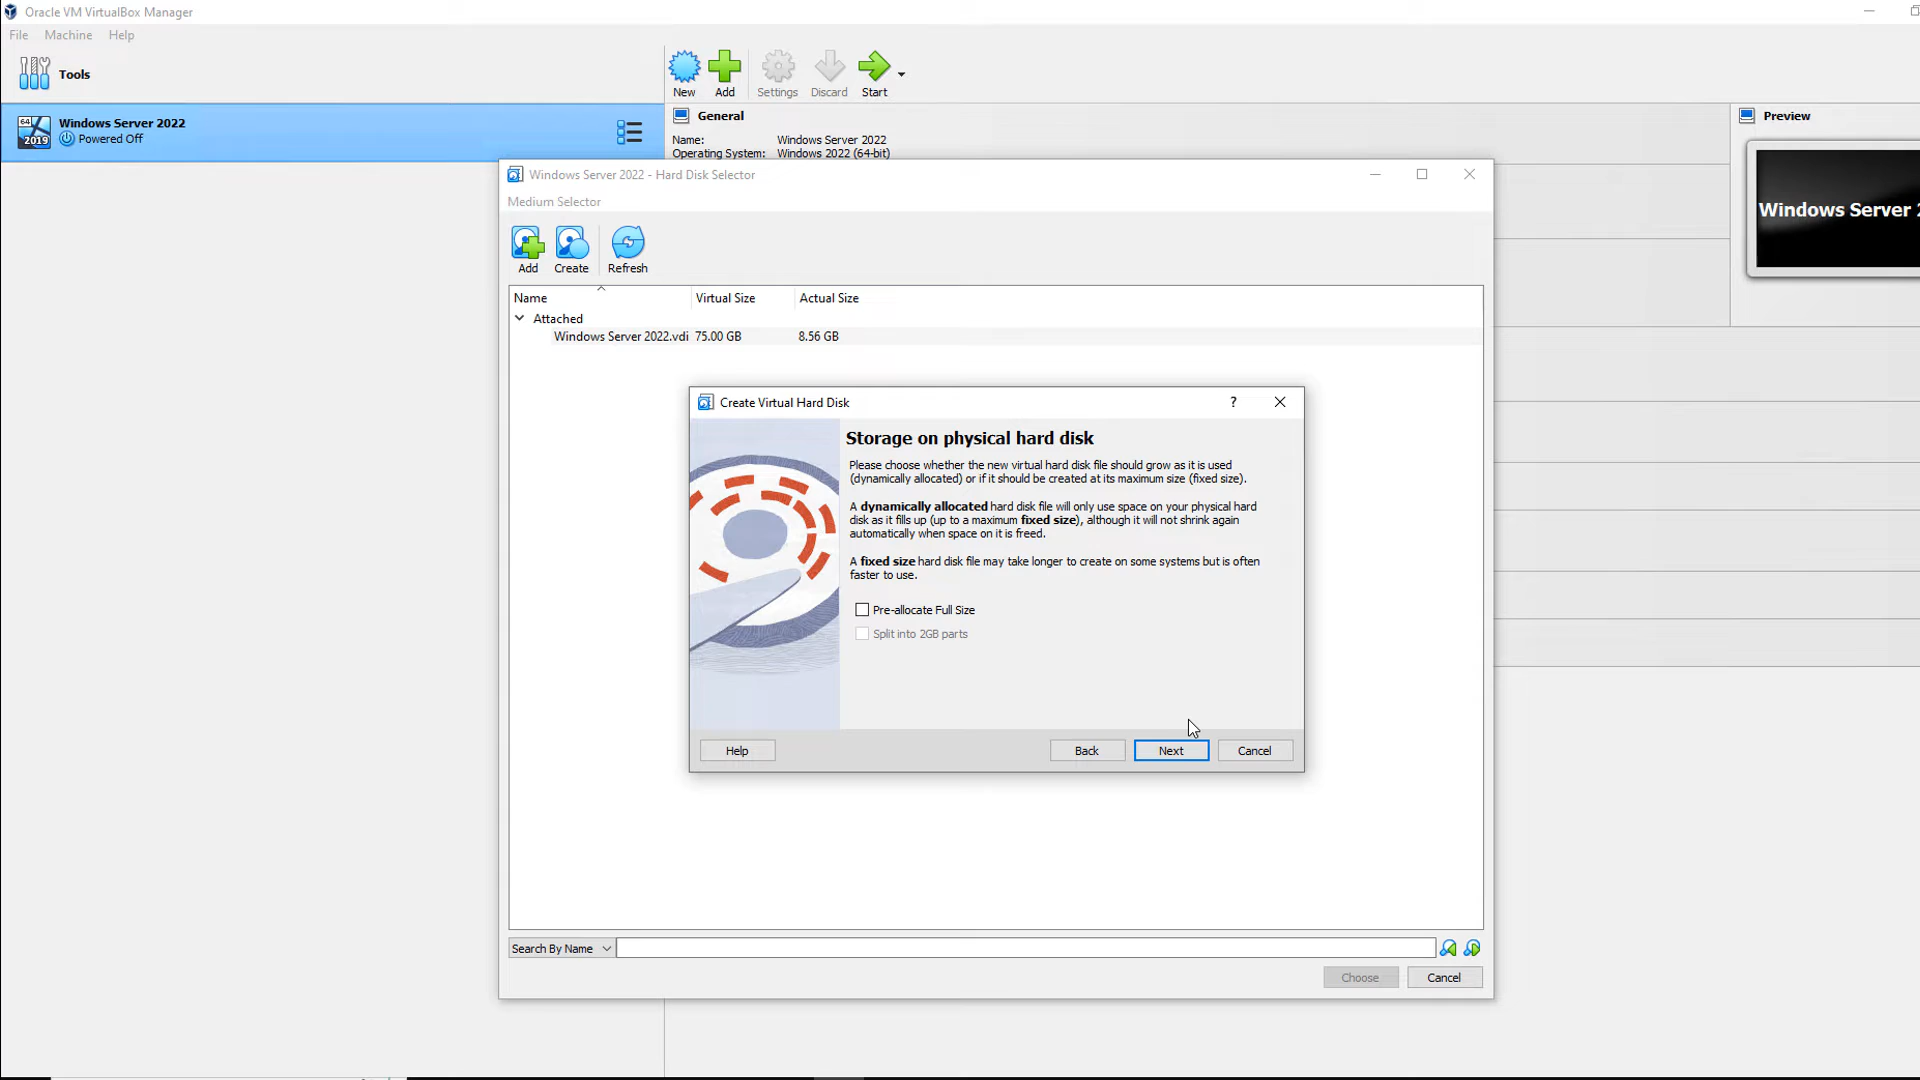 Oracle VM VirtualBox Manager
File Machine Help
Tools
New Add Settings Discard Start
64
2019
Windows Server 2022
Powered Off
General
Name: Windows Server 2022
Operating System: Windows 2022 (64-bit)
Preview
Windows Server 2
Windows Server 2022 - Hard Disk Selector
Medium Selector
Add Create Refresh
Name Virtual Size Actual Size
Attached
Windows Server 2022.vdi 75.00 GB 8.56 GB
Create Virtual Hard Disk ?
Storage on physical hard disk
Please choose whether the new virtual hard disk file should grow as it is used
(dynamically allocated) or if it should be created at its maximum size (fixed size).
A dynamically allocated hard disk file will only use space on your physical hard
disk as it fills up (up to a maximum fixed size), although it will not shrink again
automatically when space on it is freed.
A fixed size hard disk file may take longer to create on some systems but is often
faster to use.
Pre-allocate Full Size
Split into 2GB parts
Help Back Next Cancel
Search By Name
Choose Cancel